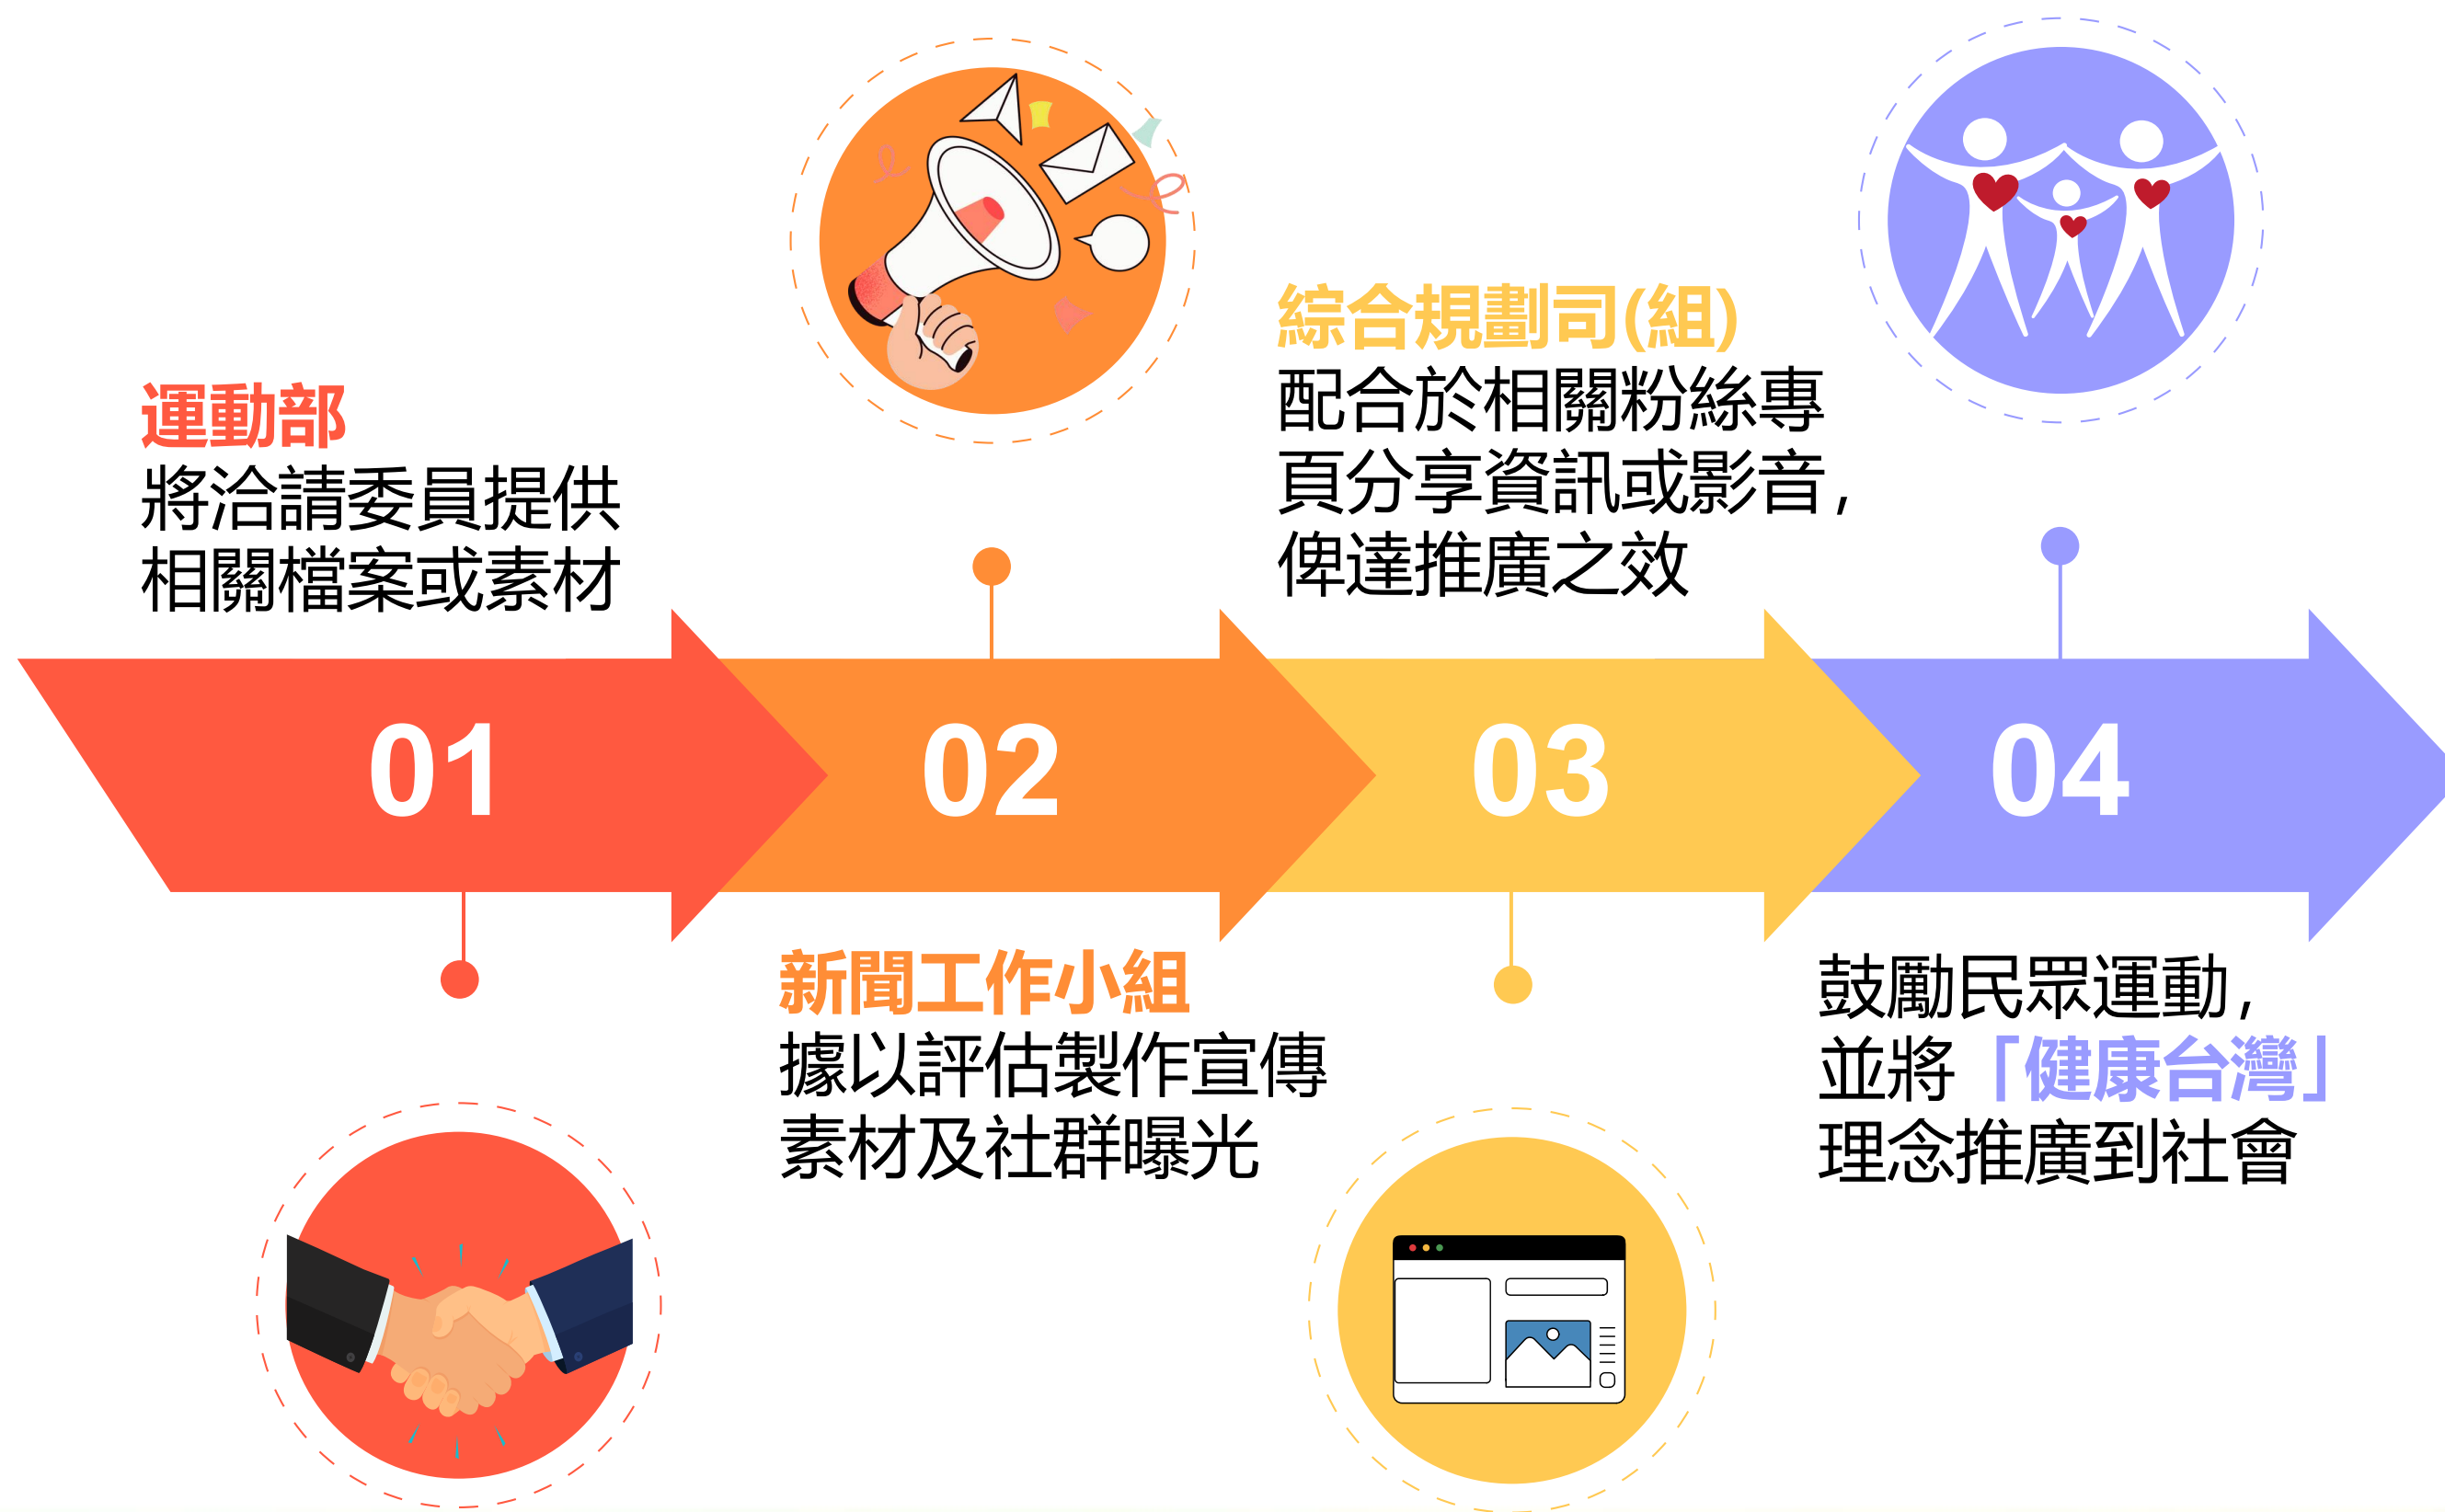 運動部
將洽請委員提供
相關檔案或素材
01
新聞工作小組
據以評估製作宣傳
素材及社群曝光
02
綜合規劃司(組)
配合於相關粉絲專
頁分享資訊或影音,
俾達推廣之效
03
鼓勵民眾運動,
並將「健康台灣」
理念推廣到社會
04